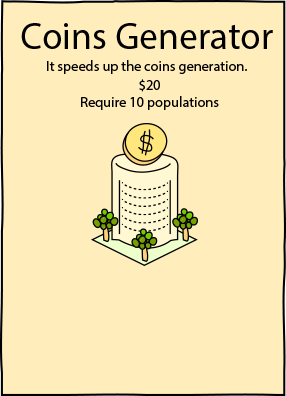 Coins Generator
It speeds up the coins generation.
$20
Require 10 populations
$